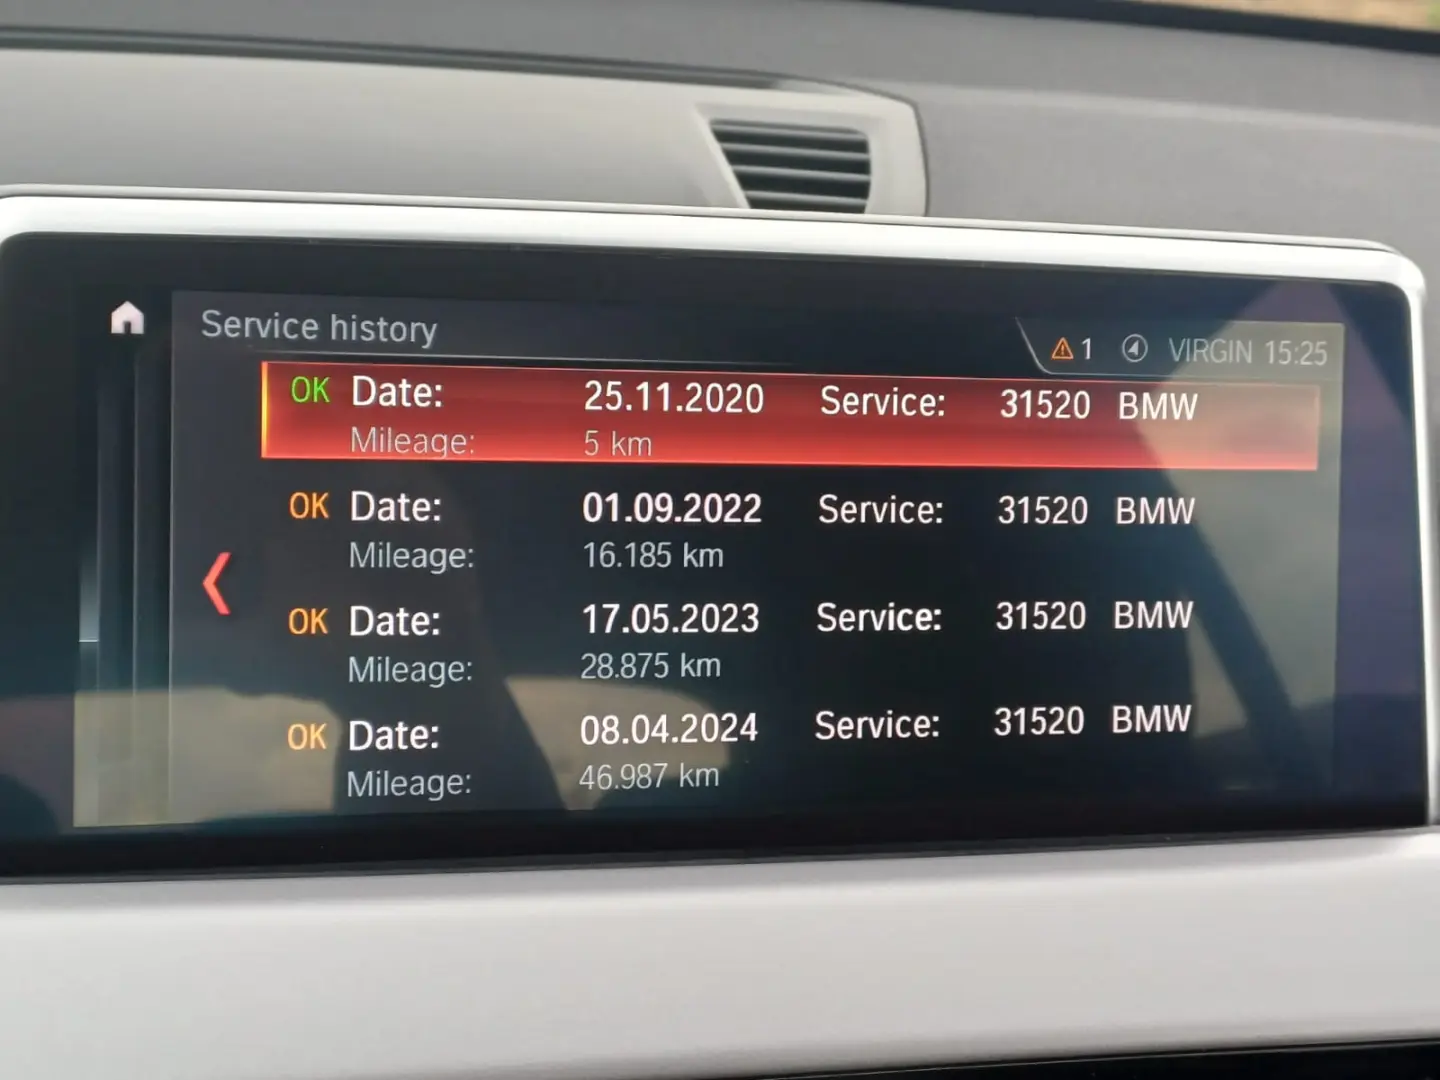 Service history
1 VIRGIN 15:25
OK Date: 25.11.2020 Service: 31520 BMW
Mileage: 5 km
OK Date: 01.09.2022 Service: 31520 BMW
Mileage: 16.185 km
OK Date: 17.05.2023 Service: 31520 BMW
Mileage: 28.875 km
OK Date: 08.04.2024 Service: 31520 BMW
Mileage: 46.987 km